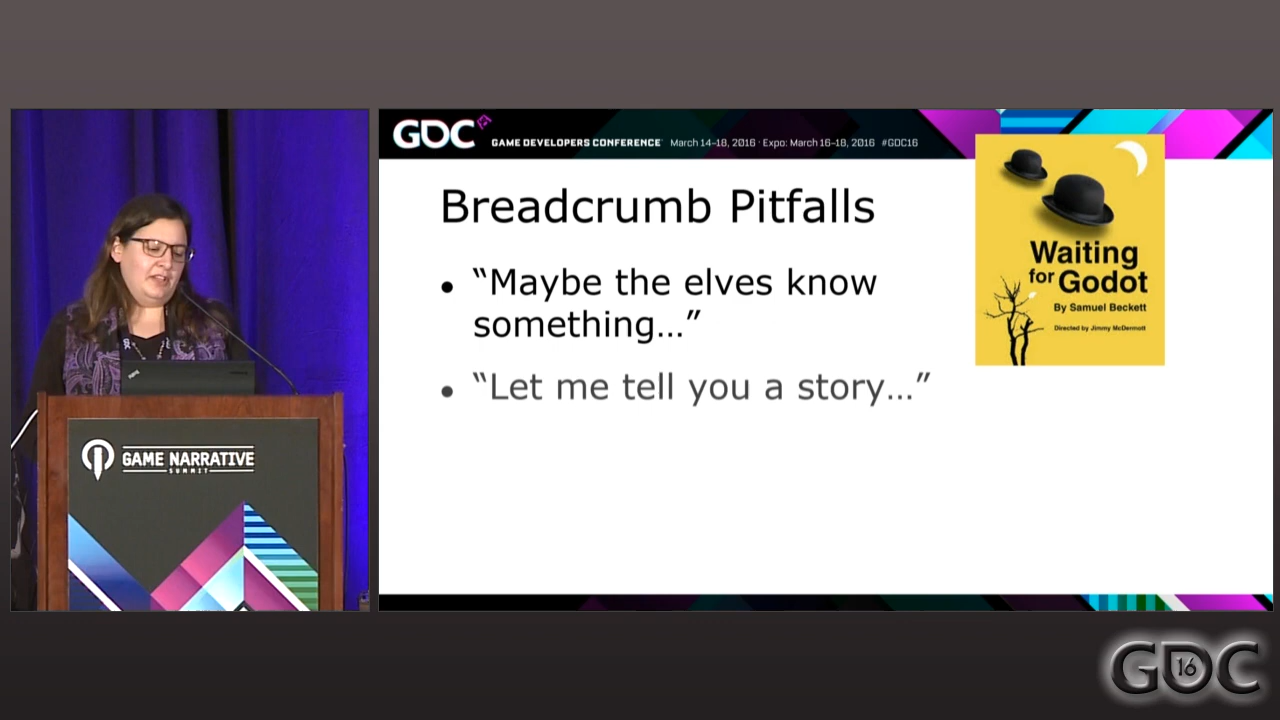 GDC
GAME DEVELOPERS CONFERENCE March 14–18, 2016 · Expo: March 16–18, 2016 #GDC16
Breadcrumb Pitfalls
• “Maybe the elves know
something…”
• “Let me tell you a story…”
Waiting
for Godot
By Samuel Beckett
Directed by Jimmy McDermott
GAME NARRATIVE
SUMMIT
GDC
16